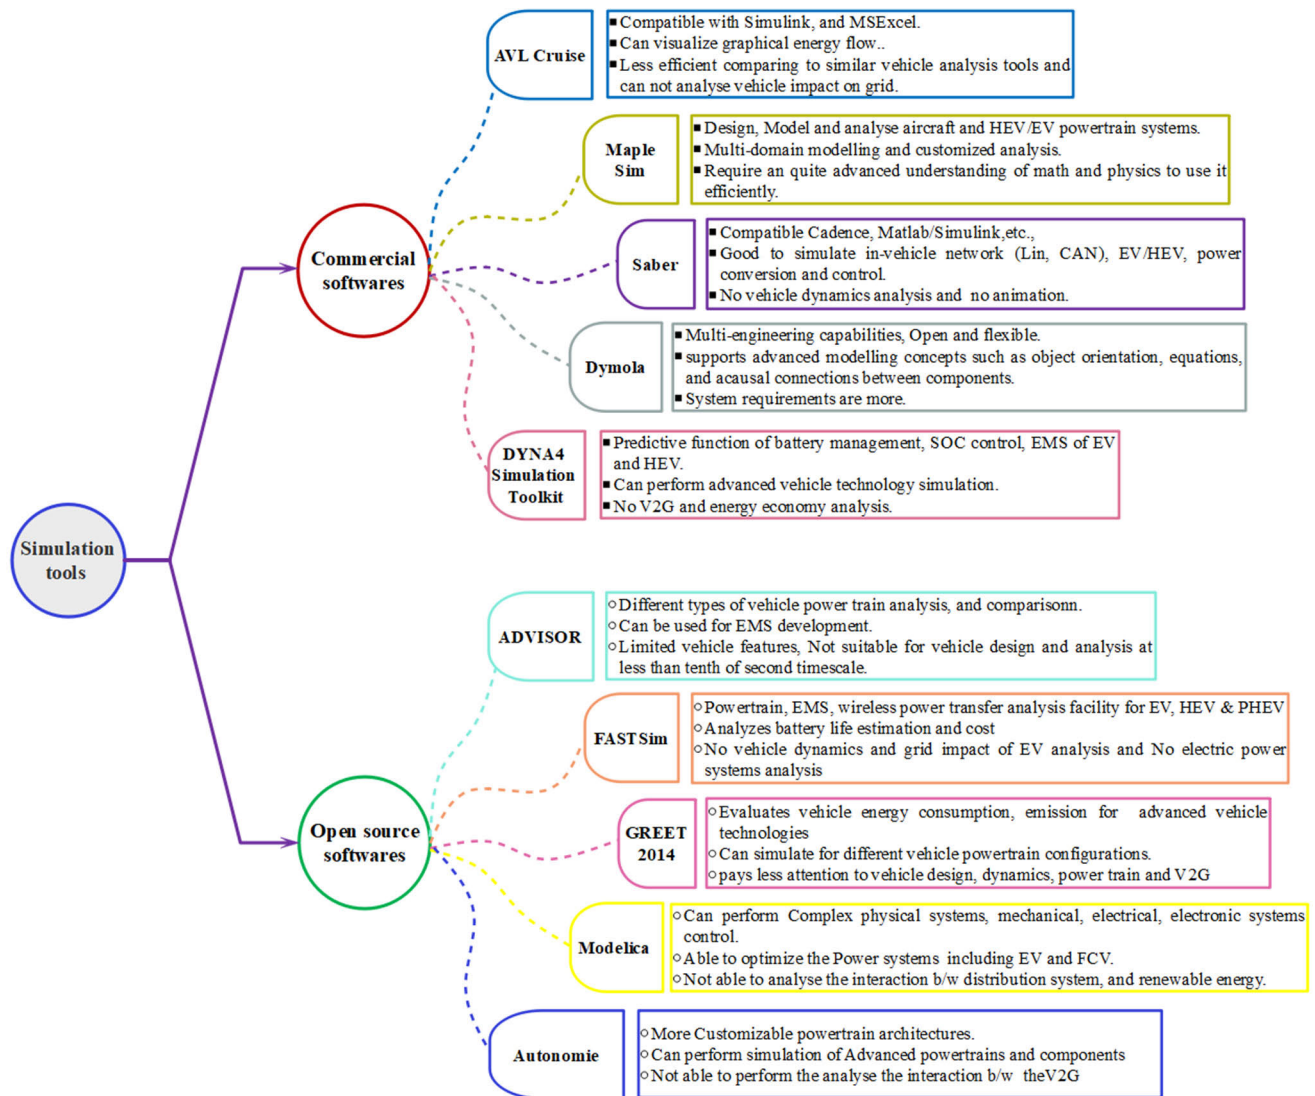 Simulation
tools
Commercial
softwares
AVL Cruise
■ Compatible with Simulink, and MSExcel.
■ Can visualize graphical energy flow..
■ Less efficient comparing to similar vehicle analysis tools and
can not analyse vehicle impact on grid.
Maple
Sim
■ Design, Model and analyse aircraft and HEV/EV powertrain systems.
■ Multi-domain modelling and customized analysis.
■ Require an quite advanced understanding of math and physics to use it
efficiently.
Saber
■ Compatible Cadence, Matlab/Simulink,etc.,
■ Good to simulate in-vehicle network (Lin, CAN), EV/HEV, power
conversion and control.
■ No vehicle dynamics analysis and no animation.
Dymola
■ Multi-engineering capabilities, Open and flexible.
■ supports advanced modelling concepts such as object orientation, equations,
and acausal connections between components.
■ System requirements are more.
DYNA4
Simulation
Toolkit
■ Predictive function of battery management, SOC control, EMS of EV
and HEV.
■ Can perform advanced vehicle technology simulation.
■ No V2G and energy economy analysis.
Open source
softwares
ADVISOR
○ Different types of vehicle power train analysis, and comparisonn.
○ Can be used for EMS development.
○ Limited vehicle features, Not suitable for vehicle design and analysis at
less than tenth of second timescale.
FASTSim
○ Powertrain, EMS, wireless power transfer analysis facility for EV, HEV & PHEV
○ Analyzes battery life estimation and cost
○ No vehicle dynamics and grid impact of EV analysis and No electric power
systems analysis
GREET
2014
○ Evaluates vehicle energy consumption, emission for advanced vehicle
technologies
○ Can simulate for different vehicle powertrain configurations.
○ pays less attention to vehicle design, dynamics, power train and V2G
Modelica
○ Can perform Complex physical systems, mechanical, electrical, electronic systems
control.
○ Able to optimize the Power systems including EV and FCV.
○ Not able to analyse the interaction b/w distribution system, and renewable energy.
Autonomie
○ More Customizable powertrain architectures.
○ Can perform simulation of Advanced powertrains and components
○ Not able to perform the analyse the interaction b/w theV2G